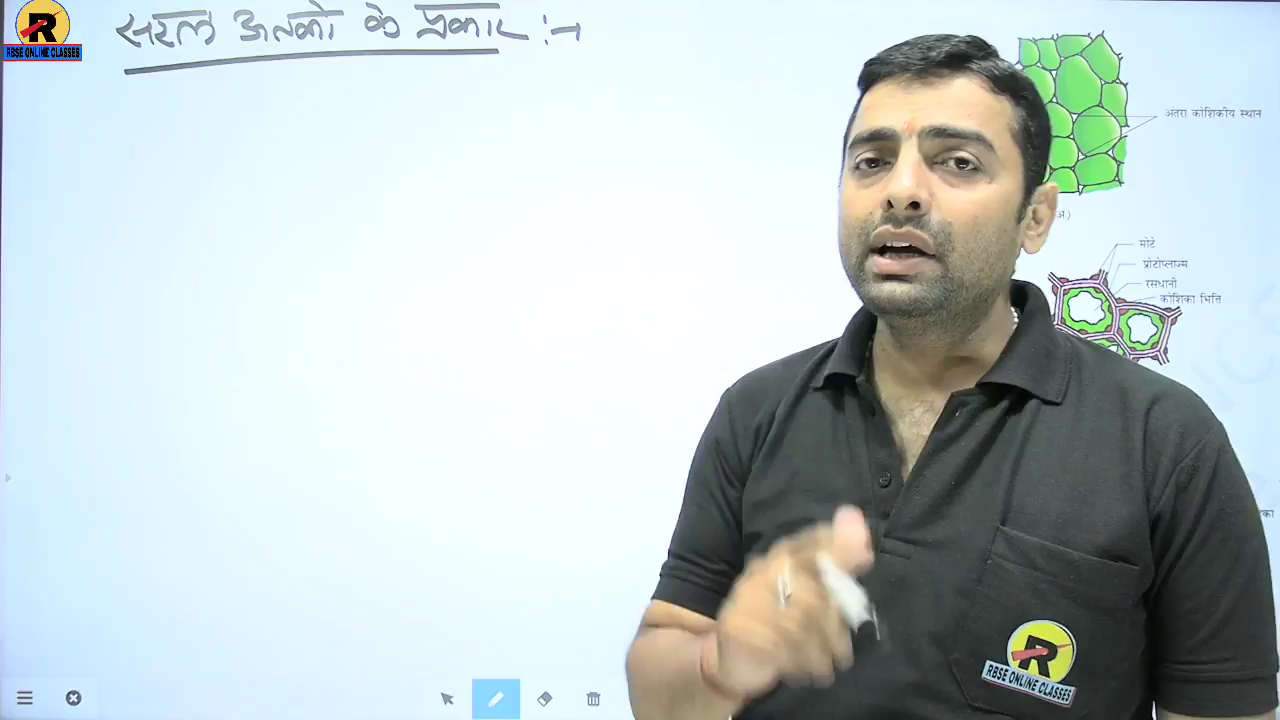 R
RBSE ONLINE CLASSES
सरल ऊतको के प्रकार :-
अंतरा कोशिकीय स्थान
अ)
मोटे
प्रोटोप्लाज्म
रसधानी
कोशिका भित्ति
का
R
RBSE ONLINE CLASSES